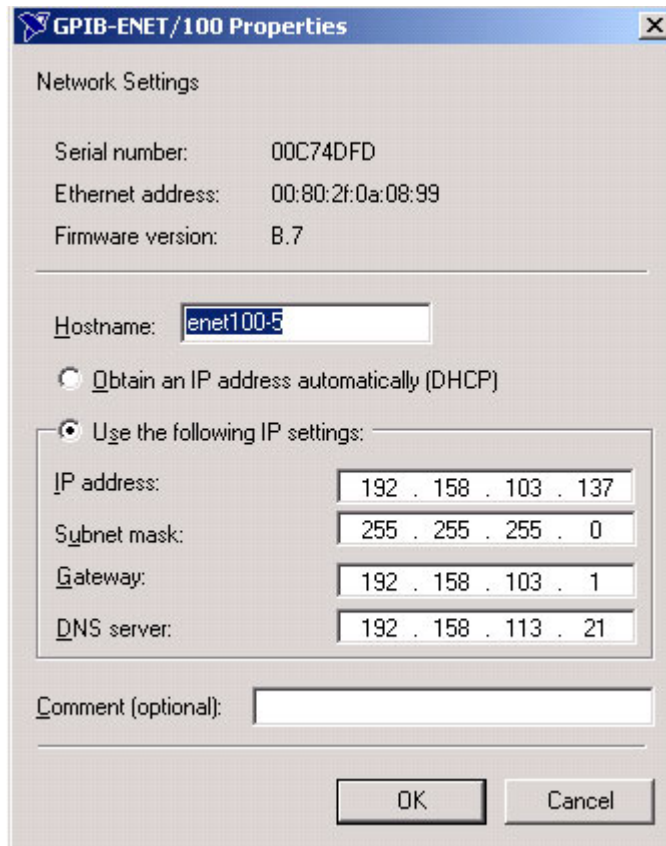 GPIB-ENET/100 Properties
Network Settings
Serial number: 00C74DFD
Ethernet address: 00:80:2f:0a:08:99
Firmware version: B.7
Hostname: enet100-5
Obtain an IP address automatically (DHCP)
Use the following IP settings:
IP address: 192 . 158 . 103 . 137
Subnet mask: 255 . 255 . 255 . 0
Gateway: 192 . 158 . 103 . 1
DNS server: 192 . 158 . 113 . 21
Comment (optional):
OK Cancel